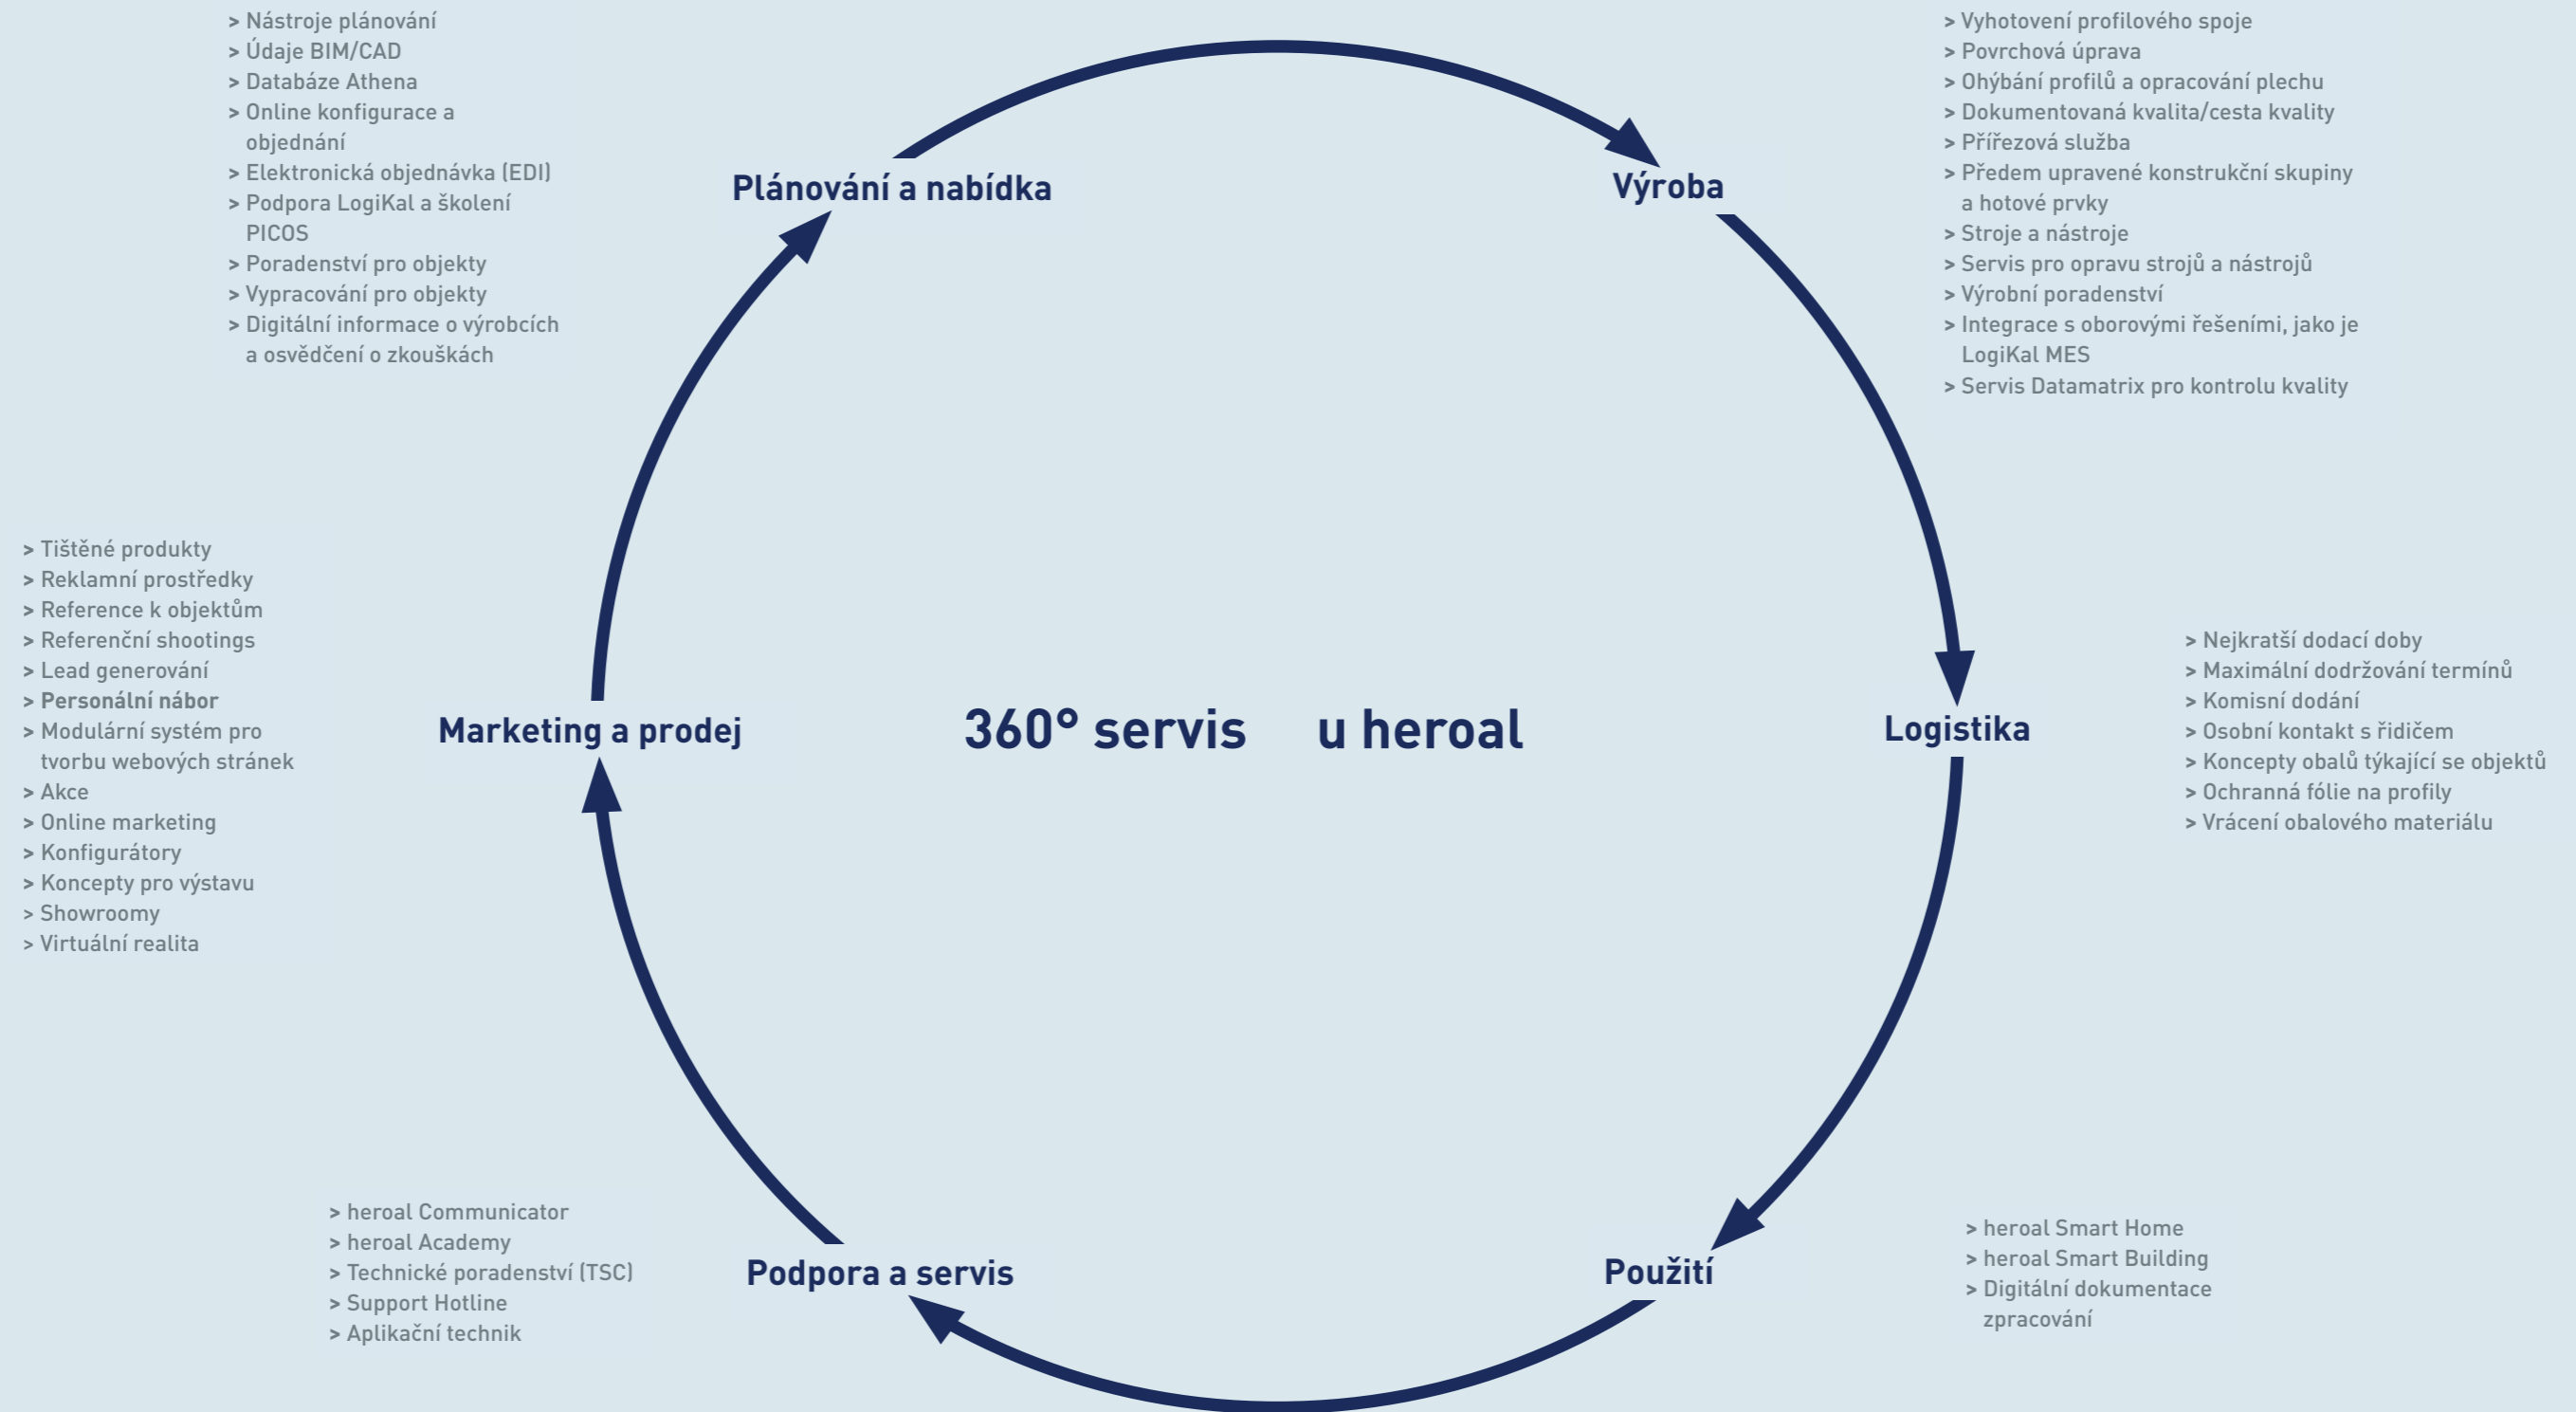 > Nástroje plánování
> Údaje BIM/CAD
> Databáze Athena
> Online konfigurace a
objednání
> Elektronická objednávka (EDI)
> Podpora LogiKal a školení
PICOS
> Poradenství pro objekty
> Vypracování pro objekty
> Digitální informace o výrobcích
a osvědčení o zkouškách
Plánování a nabídka
Výroba
> Vyhotovení profilového spoje
> Povrchová úprava
> Ohýbání profilů a opracování plechu
> Dokumentovaná kvalita/cesta kvality
> Přířezová služba
> Předem upravené konstrukční skupiny
a hotové prvky
> Stroje a nástroje
> Servis pro opravu strojů a nástrojů
> Výrobní poradenství
> Integrace s oborovými řešeními, jako je
LogiKal MES
> Servis Datamatrix pro kontrolu kvality
> Tištěné produkty
> Reklamní prostředky
> Reference k objektům
> Referenční shootings
> Lead generování
> Personální nábor
> Modulární systém pro
tvorbu webových stránek
> Akce
> Online marketing
> Konfigurátory
> Koncepty pro výstavu
> Showroomy
> Virtuální realita
Marketing a prodej
360° servis u heroal
Logistika
> Nejkratší dodací doby
> Maximální dodržování termínů
> Komisní dodání
> Osobní kontakt s řidičem
> Koncepty obalů týkající se objektů
> Ochranná fólie na profily
> Vrácení obalového materiálu
> heroal Communicator
> heroal Academy
> Technické poradenství (TSC)
> Support Hotline
> Aplikační technik
Podpora a servis
Použití
> heroal Smart Home
> heroal Smart Building
> Digitální dokumentace
zpracování